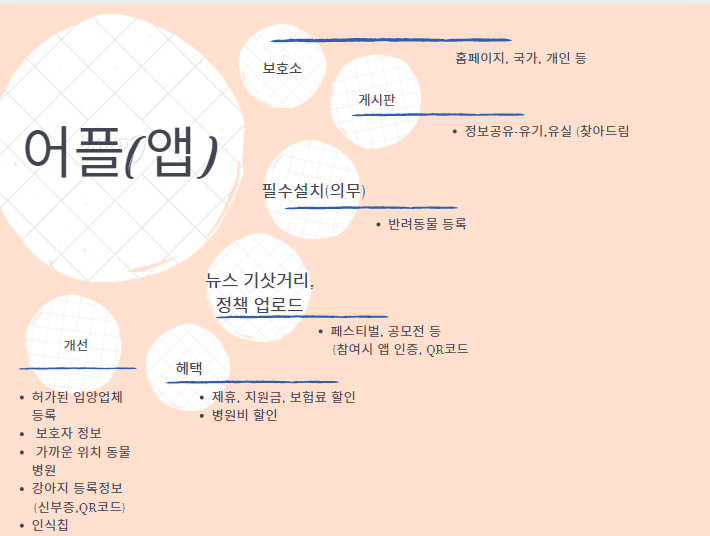 어플(앱)
보호소
홈페이지, 국가, 개인 등
게시판
• 정보공유-유기,유실 (찾아드림
필수설치(의무)
• 반려동물 등록
뉴스 기삿거리,
정책 업로드
• 페스티벌, 공모전 등
(참여시 앱 인증, QR코드
개선
• 허가된 입양업체
등록
• 보호자 정보
• 가까운 위치 동물
병원
• 강아지 등록정보
(신부증,QR코드)
• 인식칩
헤택
• 제휴, 지원금, 보험료 할인
• 병원비 할인